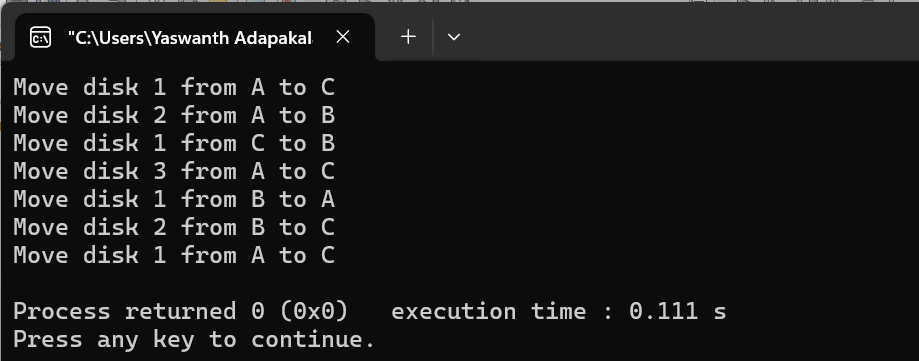 "C:\Users\Yaswanth Adapakal
Move disk 1 from A to C
Move disk 2 from A to B
Move disk 1 from C to B
Move disk 3 from A to C
Move disk 1 from B to A
Move disk 2 from B to C
Move disk 1 from A to C
Process returned 0 (0x0)   execution time : 0.111 s
Press any key to continue.